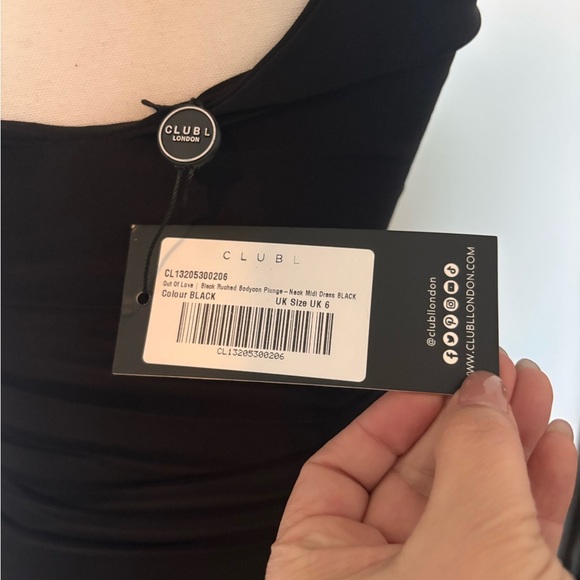 CLUB L
LONDON
CLUB L
CL13205300206
Out Of Love | Black Ruched Bodycon Plunge-Neck Midi Dress BLACK
Colour BLACK UK Size UK 6
CL13205300206
@clubllondon
WWW.CLUBLLONDON.COM